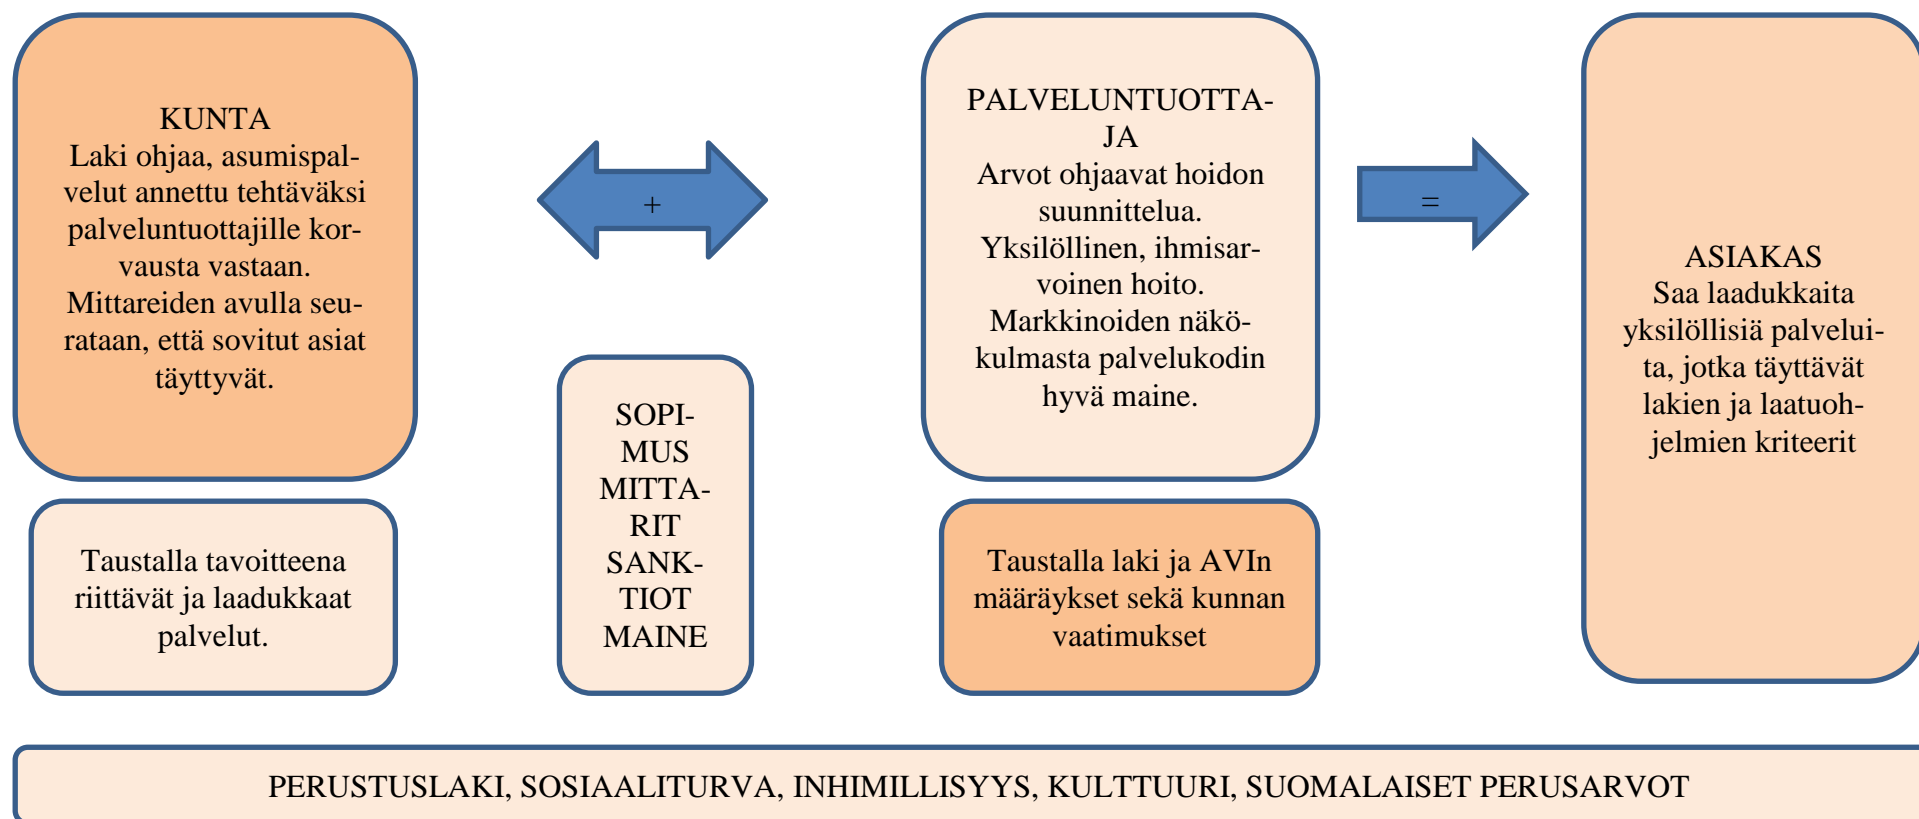 KUNTA
Laki ohjaa, asumispal-
velut annettu tehtäväksi
palveluntuottajille kor-
vausta vastaan.
Mittareiden avulla seu-
rataan, että sovitut asiat
täyttyvät.
Taustalla tavoitteena
riittävät ja laadukkaat
palvelut.
+
SOPI-
MUS
MITTA-
RIT
SANK-
TIOT
MAINE
PALVELUNTUOTTA-
JA
Arvot ohjaavat hoidon
suunnittelua.
Yksilöllinen, ihmisar-
voinen hoito.
Markkinoiden näkö-
kulmasta palvelukodin
hyvä maine.
Taustalla laki ja AVIn
määräykset sekä kunnan
vaatimukset
=
ASIAKAS
Saa laadukkaita
yksilöllisiä palvelui-
ta, jotka täyttävät
lakien ja laatuoh-
jelmien kriteerit
PERUSTUSLAKI, SOSIAALITURVA, INHIMILLISYYS, KULTTUURI, SUOMALAISET PERUSARVOT